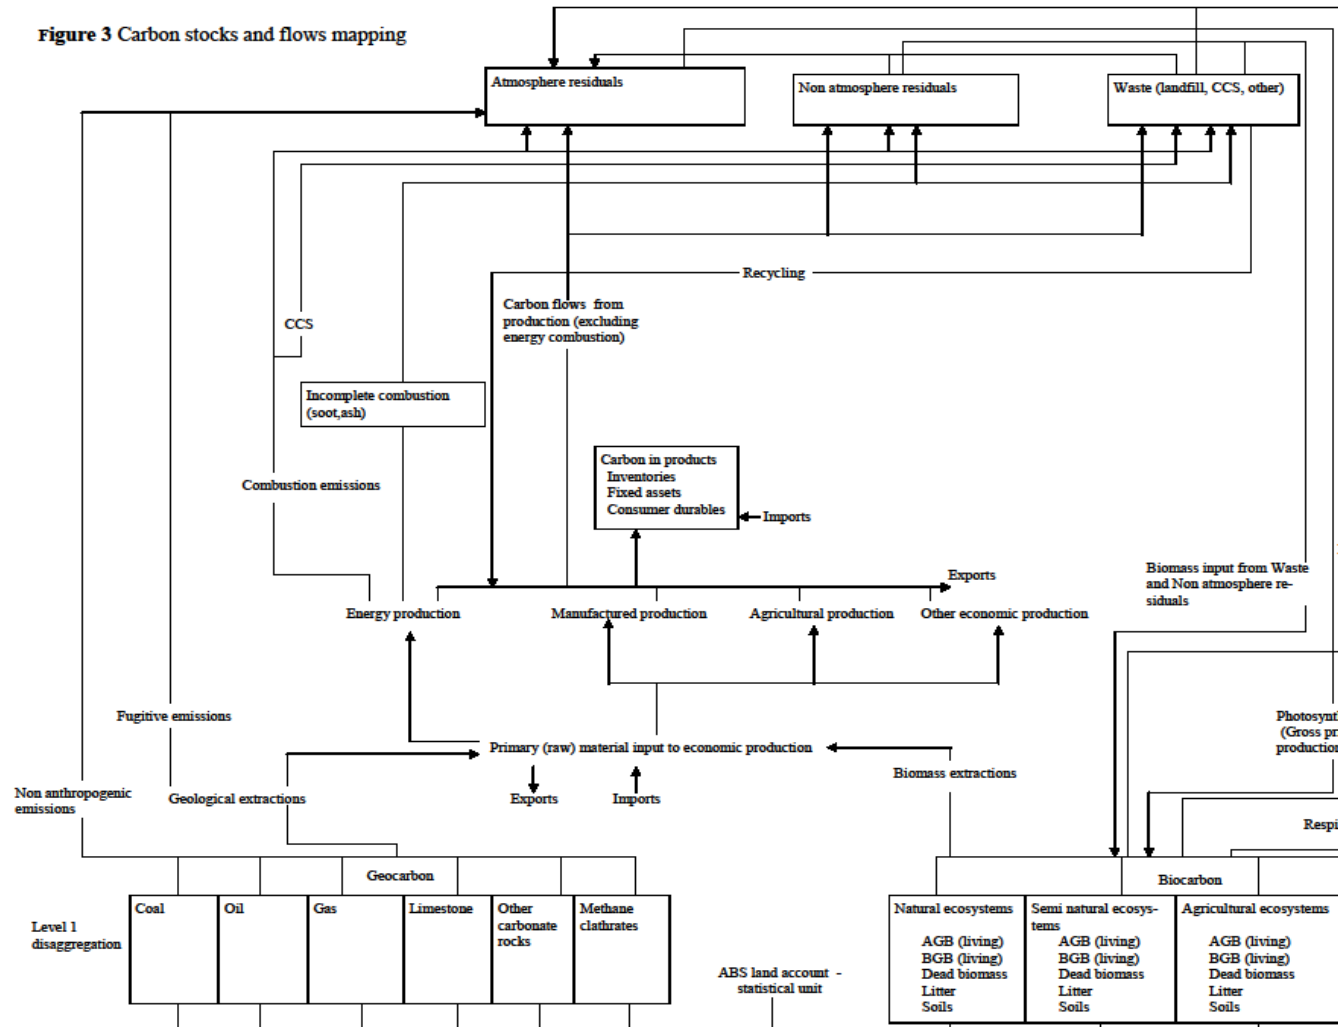 Figure 3 Carbon stocks and flows mapping
Atmosphere residuals
Non atmosphere residuals
Waste (landfill, CCS, other)
Recycling
Carbon flows from
production (excluding
energy combustion)
CCS
Incomplete combustion
(soot,ash)
Carbon in products
Inventories
Fixed assets
Consumer durables
Imports
Combustion emissions
Exports
Biomass input from Waste
and Non atmosphere re-
siduals
Energy production
Manufactured production
Agricultural production
Other economic production
Fugitive emissions
Photosynt
(Gross pr
production
Primary (raw) material input to economic production
Biomass extractions
Non anthropogenic
emissions
Geological extractions
Exports
Imports
Respi
Geocarbon
Biocarbon
Level 1
disaggregation
Coal
Oil
Gas
Limestone
Other
carbonate
rocks
Methane
clathrates
Natural ecosystems
AGB (living)
BGB (living)
Dead biomass
Litter
Soils
Semi natural ecosys-
tems
AGB (living)
BGB (living)
Dead biomass
Litter
Soils
Agricultural ecosystems
AGB (living)
BGB (living)
Dead biomass
Litter
Soils
ABS land account -
statistical unit